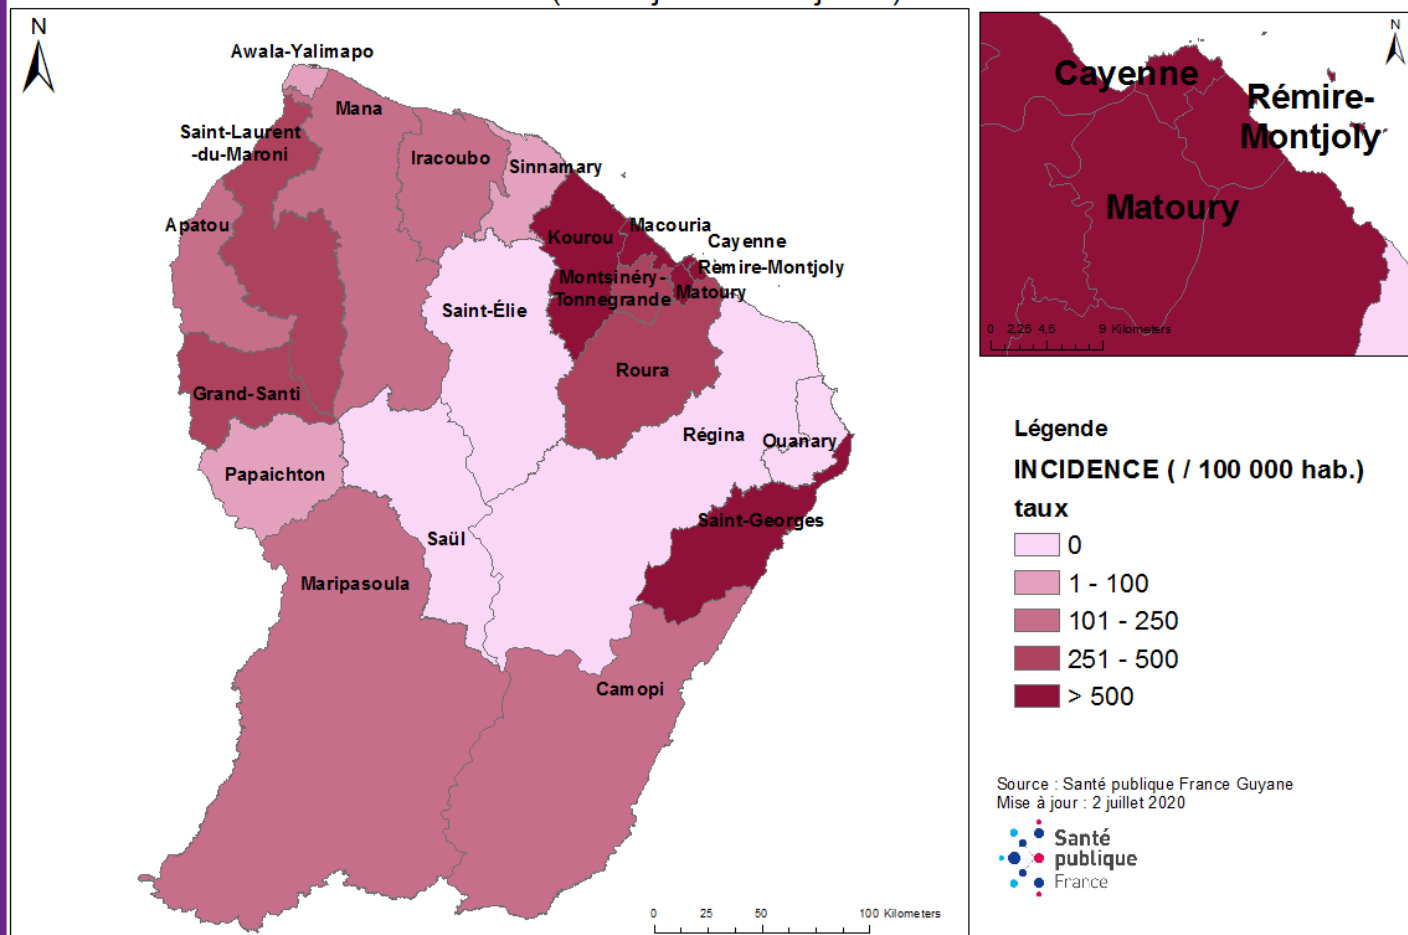 N
Awala-Yalimapo
Mana
Saint-Laurent
-du-Maroni
Iracoubo
Sinnamary
Apatou
Macouria
Kourou
Cayenne
Remire-Montjoly
Montsinéry-
Tonnegrande
Matoury
Saint-Élie
Roura
Grand-Santi
Régina
Ouanary
Papaichton
Saint-Georges
Saül
Maripasoula
Camopi
0 25 50 100 Kilometers
N
Cayenne
Rémire-
Montjoly
Matoury
0 2,25 4,5 9 Kilometers
Légende
INCIDENCE ( / 100 000 hab.)
taux
0
1 - 100
101 - 250
251 - 500
> 500
Source : Santé publique France Guyane
Mise à jour : 2 juillet 2020
Santé
publique
France